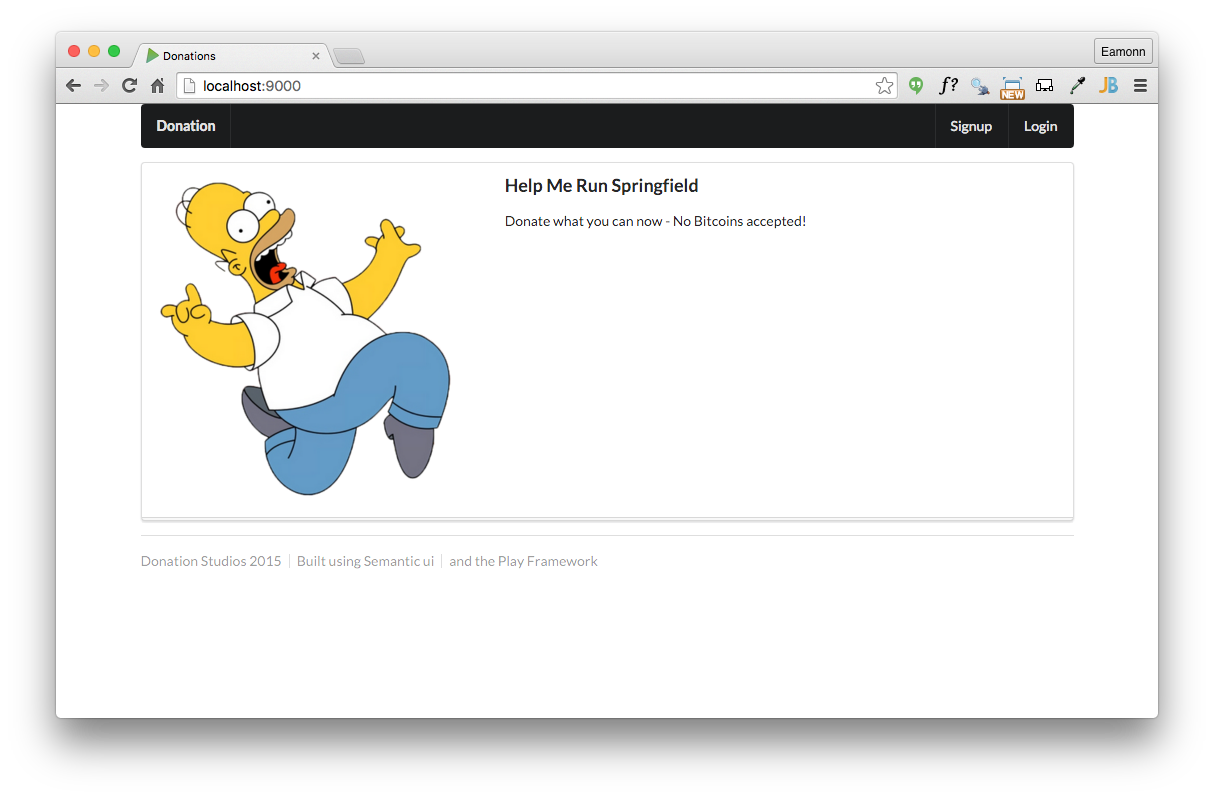 Donations
Eamonn
localhost:9000
f?
NEW
JB
Donation
Signup
Login
Help Me Run Springfield
Donate what you can now - No Bitcoins accepted!
Donation Studios 2015
Built using Semantic ui
and the Play Framework